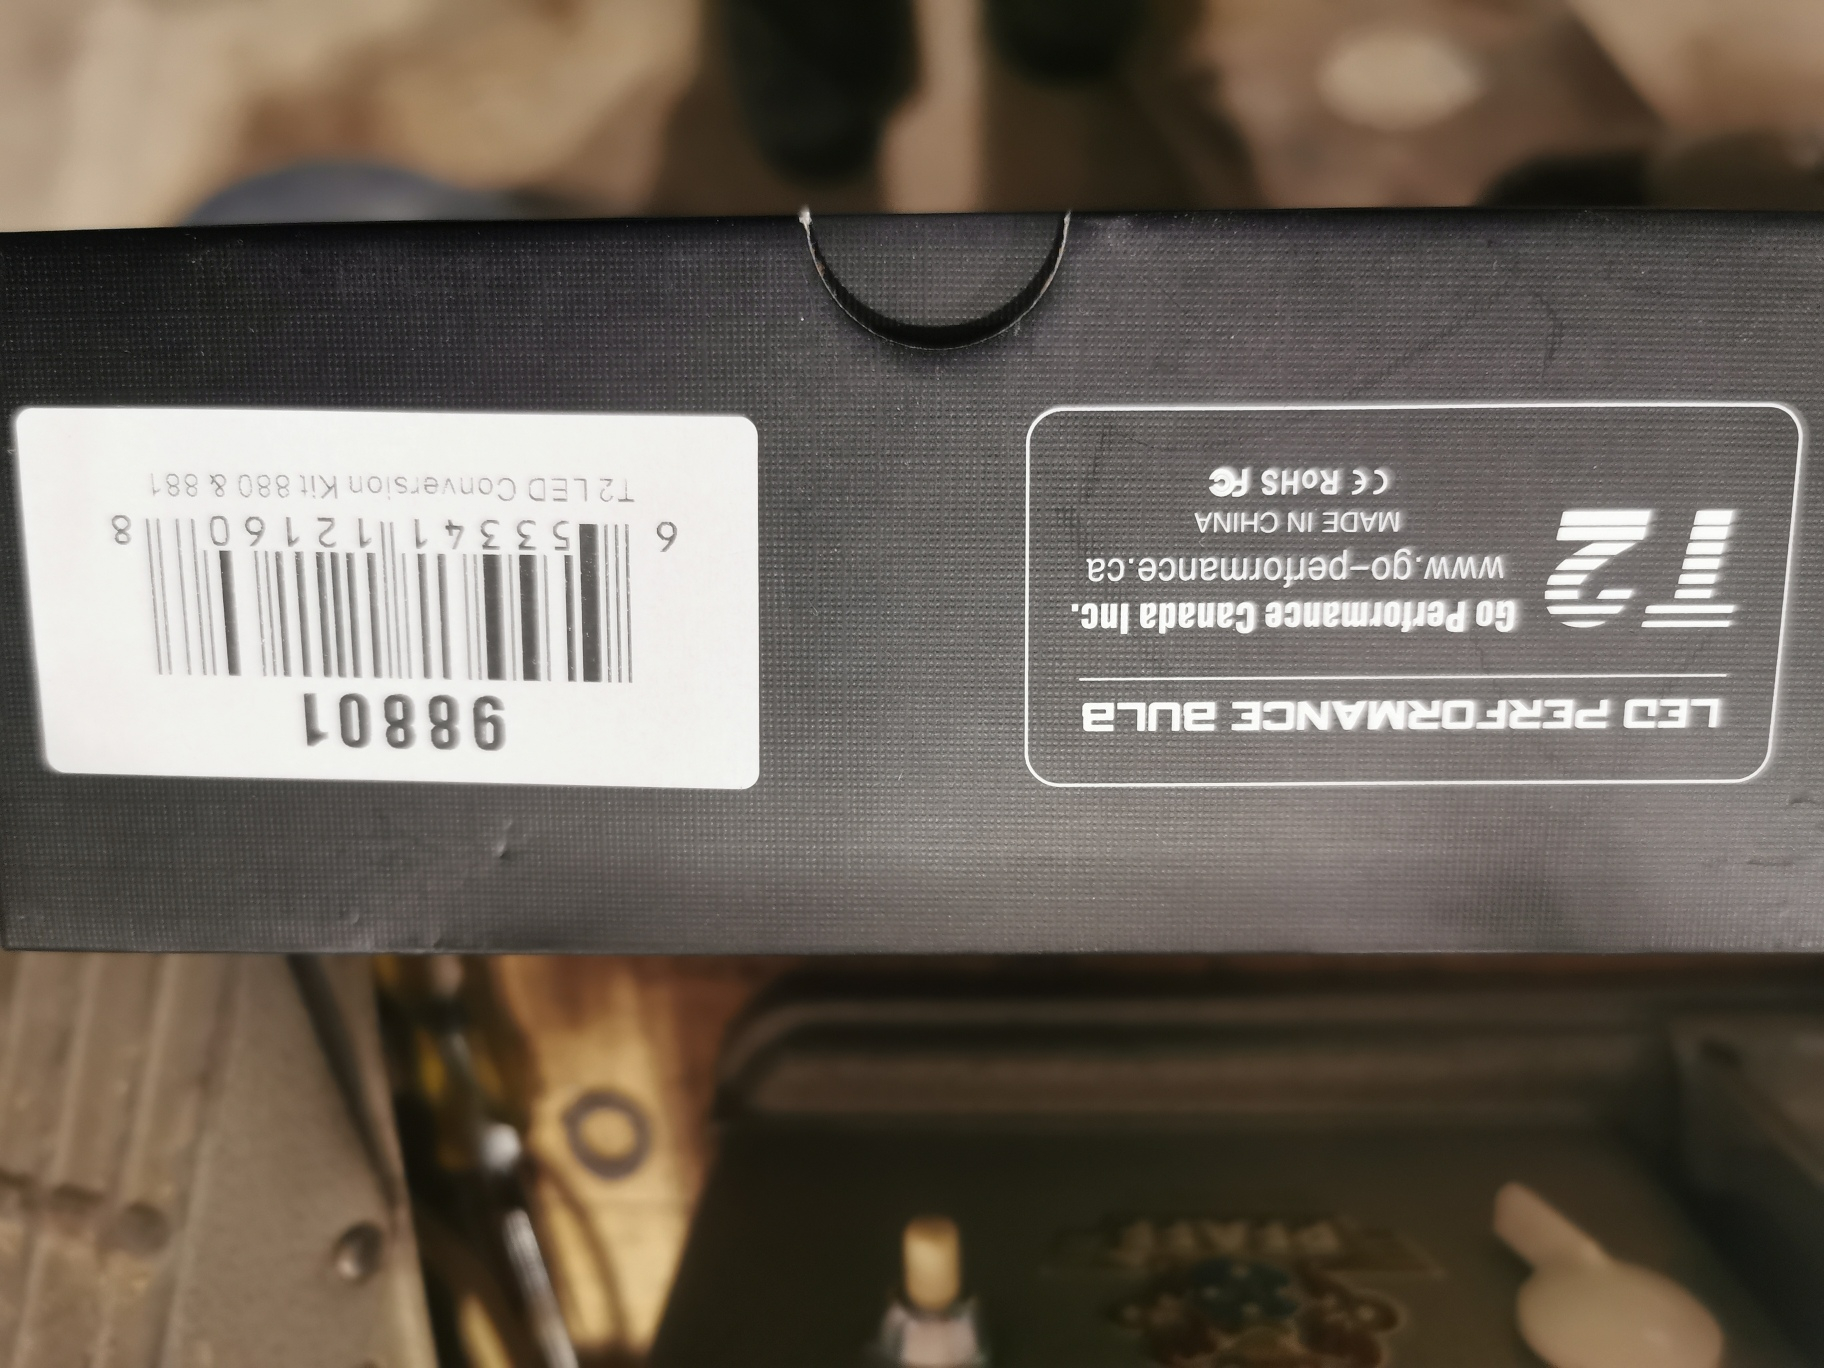 LED PERFORMANCE BULB
T2
Go Performance Canada Inc.
www.go-performance.ca
MADE IN CHINA
CE RoHS FC
98801
6 53341 12160 8
T2 LED Conversion Kit 880 & 881